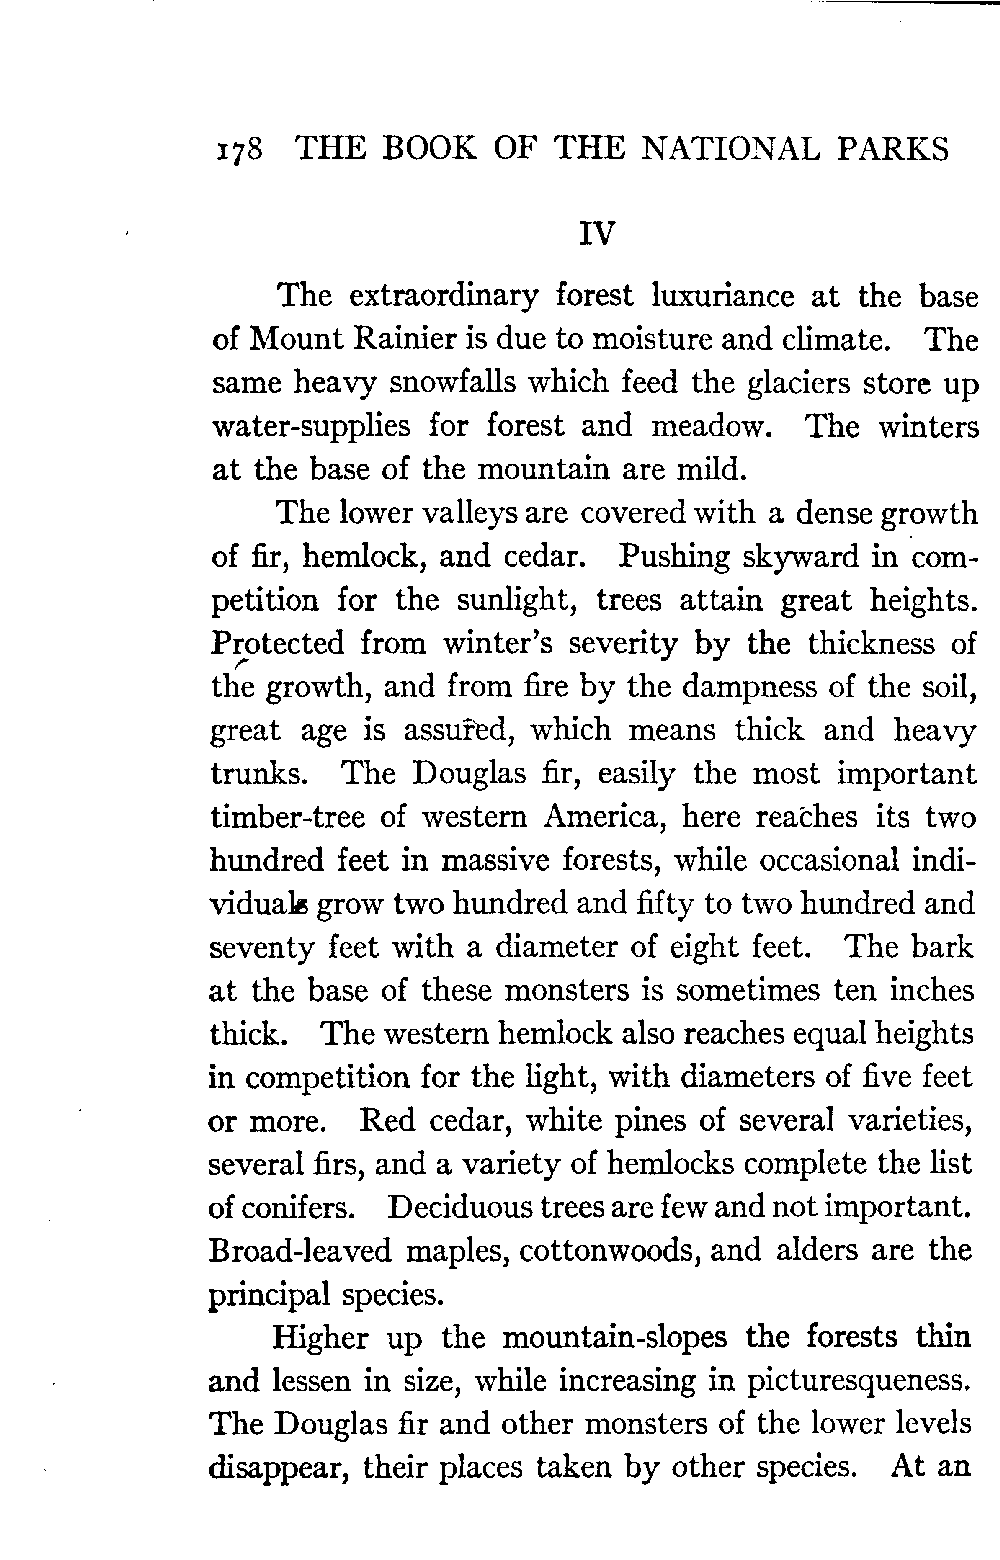 178 THE BOOK OF THE NATIONAL PARKS
IV
The extraordinary forest luxuriance at the base
of Mount Rainier is due to moisture and climate. The
same heavy snowfalls which feed the glaciers store up
water-supplies for forest and meadow. The winters
at the base of the mountain are mild.
The lower valleys are covered with a dense growth
of fir, hemlock, and cedar. Pushing skyward in com-
petition for the sunlight, trees attain great heights.
Protected from winter's severity by the thickness of
the growth, and from fire by the dampness of the soil,
great age is assured, which means thick and heavy
trunks. The Douglas fir, easily the most important
timber-tree of western America, here reaches its two
hundred feet in massive forests, while occasional indi-
viduals grow two hundred and fifty to two hundred and
seventy feet with a diameter of eight feet. The bark
at the base of these monsters is sometimes ten inches
thick. The western hemlock also reaches equal heights
in competition for the light, with diameters of five feet
or more. Red cedar, white pines of several varieties,
several firs, and a variety of hemlocks complete the list
of conifers. Deciduous trees are few and not important.
Broad-leaved maples, cottonwoods, and alders are the
principal species.
Higher up the mountain-slopes the forests thin
and lessen in size, while increasing in picturesqueness.
The Douglas fir and other monsters of the lower levels
disappear, their places taken by other species. At an